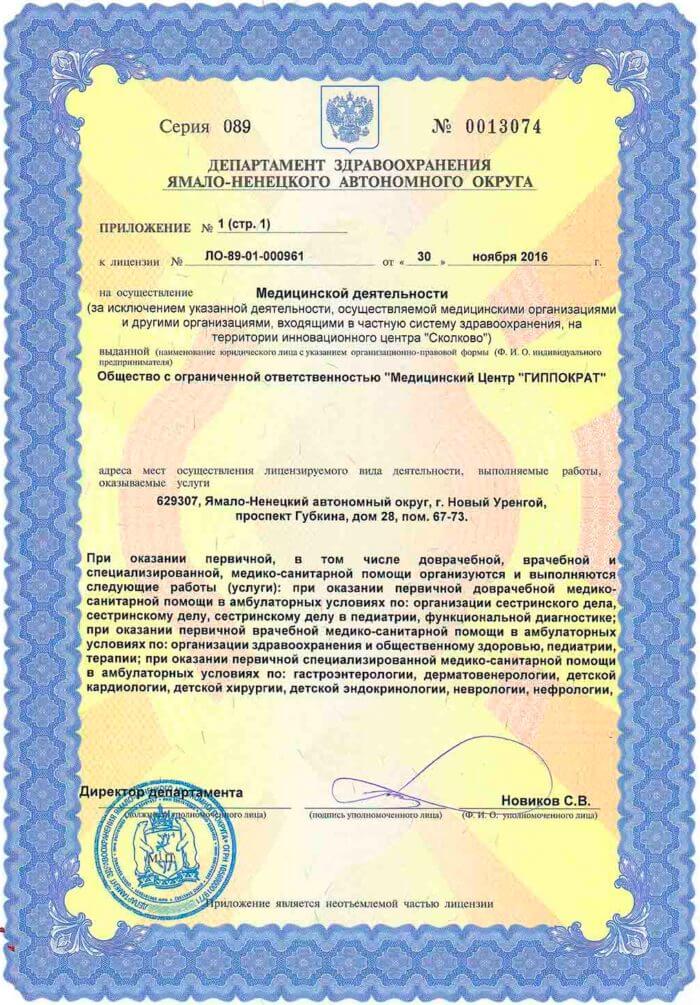 Серия 089
№ 0013074
ДЕПАРТАМЕНТ ЗДРАВООХРАНЕНИЯ
ЯМАЛО-НЕНЕЦКОГО АВТОНОМНОГО ОКРУГА
ПРИЛОЖЕНИЕ № 1 (стр. 1)
к лицензии № ЛО-89-01-000961 от « 30 » ноября 2016 г.
на осуществление Медицинской деятельности
(за исключением указанной деятельности, осуществляемой медицинскими организациями
и другими организациями, входящими в частную систему здравоохранения, на
территории инновационного центра "Сколково")
выданной (наименование юридического лица с указанием организационно-правовой формы (Ф. И. О. индивидуального
предпринимателя)
Общество с ограниченной ответственностью "Медицинский Центр "ГИППОКРАТ"
адреса мест осуществления лицензируемого вида деятельности, выполняемые работы,
оказываемые услуги
629307, Ямало-Ненецкий автономный округ, г. Новый Уренгой,
проспект Губкина, дом 28, пом. 67-73.
При оказании первичной, в том числе доврачебной, врачебной и
специализированной, медико-санитарной помощи организуются и выполняются
следующие работы (услуги): при оказании первичной доврачебной медико-
санитарной помощи в амбулаторных условиях по: организации сестринского дела,
сестринскому делу, сестринскому делу в педиатрии, функциональной диагностике;
при оказании первичной врачебной медико-санитарной помощи в амбулаторных
условиях по: организации здравоохранения и общественному здоровью, педиатрии,
терапии; при оказании первичной специализированной медико-санитарной помощи
в амбулаторных условиях по: гастроэнтерологии, дерматовенерологии, детской
кардиологии, детской хирургии, детской эндокринологии, неврологии, нефрологии,
Директор департамента
Новиков С.В.
(должность уполномоченного лица)
(подпись уполномоченного лица)
(Ф. И. О. уполномоченного лица)
М.П.
Приложение является неотъемлемой частью лицензии